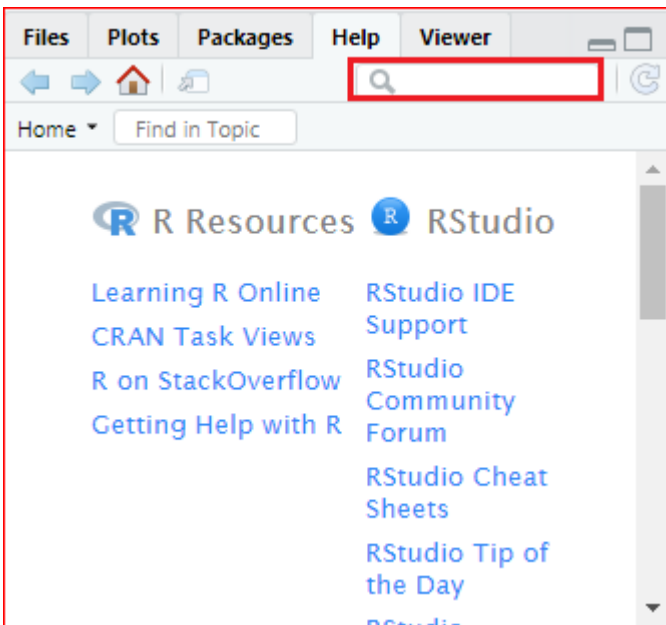 Files Plots Packages Help Viewer
Home Find in Topic
R Resources
Learning R Online
CRAN Task Views
R on StackOverflow
Getting Help with R
R RStudio
RStudio IDE
Support
RStudio
Community
Forum
RStudio Cheat
Sheets
RStudio Tip of
the Day
RStudio